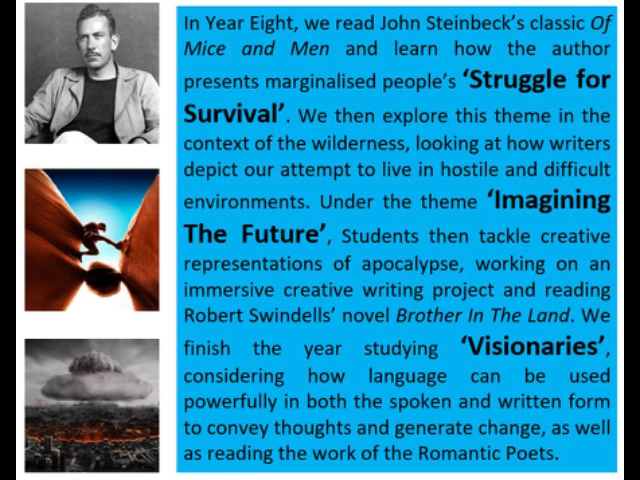 In Year Eight, we read John Steinbeck's classic Of
Mice and Men and learn how the author
presents marginalised people's 'Struggle for
Survival'. We then explore this theme in the
context of the wilderness, looking at how writers
depict our attempt to live in hostile and difficult
environments. Under the theme 'Imagining
The Future', Students then tackle creative
representations of apocalypse, working on an
immersive creative writing project and reading
Robert Swindells' novel Brother In The Land. We
finish the year studying 'Visionaries',
considering how language can be used
powerfully in both the spoken and written form
to convey thoughts and generate change, as well
as reading the work of the Romantic Poets.